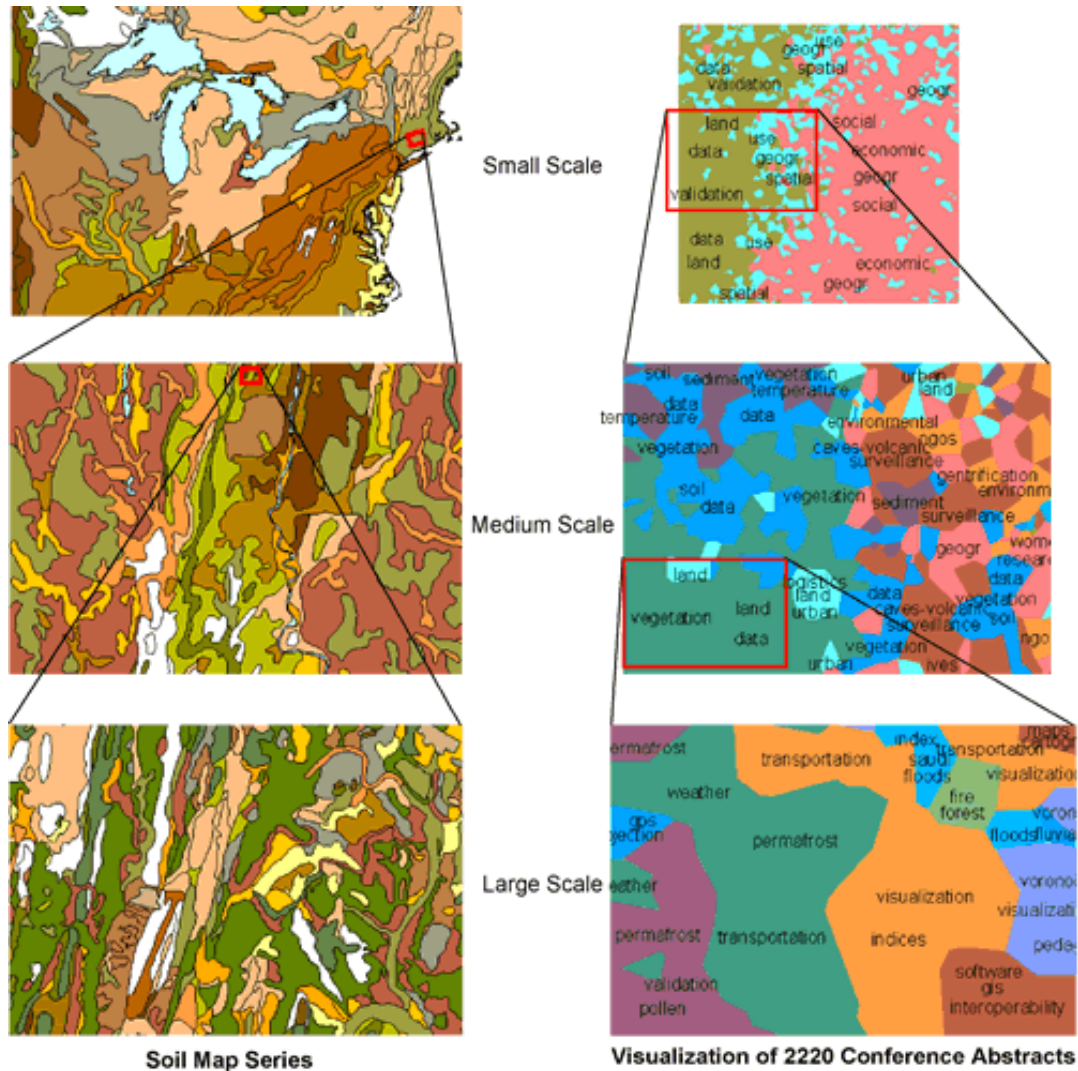 use
geogr
data
spatial
validation
geogr
land
social
use
data
economic
geogr
spatial
geogr
validation
social
data
use
land
economic
geogr
spatial
Small Scale
soil
vegetation
urban
sediment
temperature
land
data
temperature
data
environmental
vegetation
caves-volcanic
ngos
surveillance
gentrification
soil
vegetation
sediment
data
surveillance
geogr
Medium Scale
land
logistics
data
data
land
land
caves-volcanic
vegetation
vegetation
urban
surveillance
soil
data
vegetation
urban
maps
index
transportation
transportation
saudi
floods
visualization
weather
fire
forest
gps
permafrost
floods
Large Scale
visualization
permafrost
transportation
indices
software
validation
gis
pollen
interoperability
Soil Map Series
Visualization of 2220 Conference Abstracts